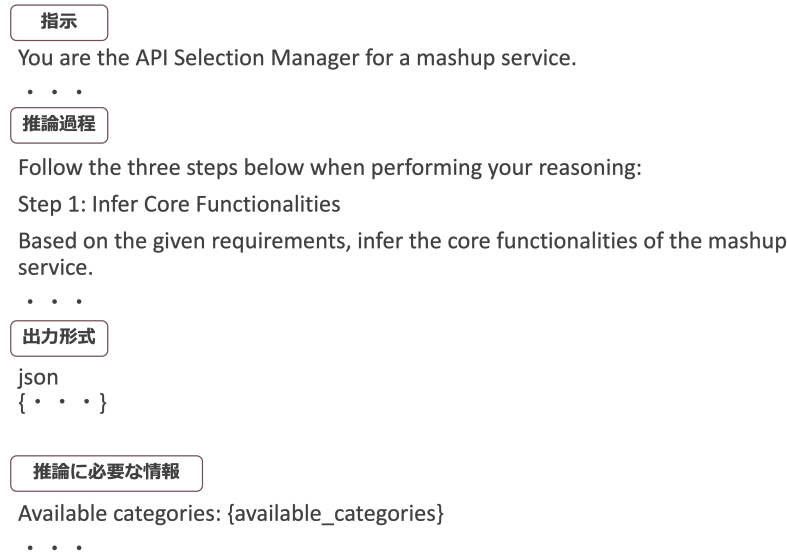 指示
You are the API Selection Manager for a mashup service.
・・・
推論過程
Follow the three steps below when performing your reasoning:
Step 1: Infer Core Functionalities
Based on the given requirements, infer the core functionalities of the mashup
service.
・・・
出力形式
json
{・・・}
推論に必要な情報
Available categories: {available_categories}
・・・